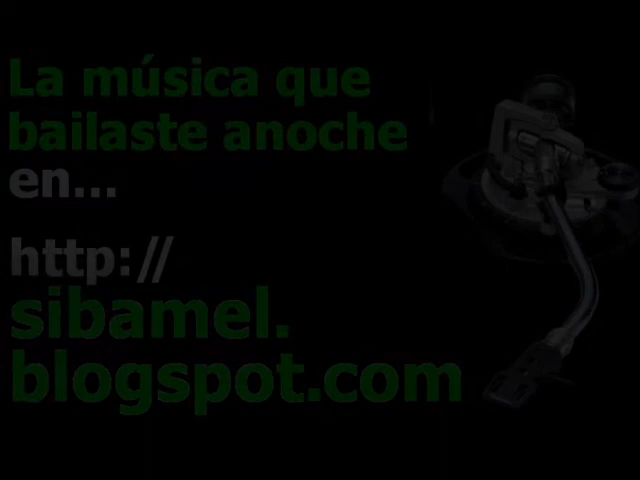 La música que
bailaste anoche
en...
http://
sibamel.
blogspot.com